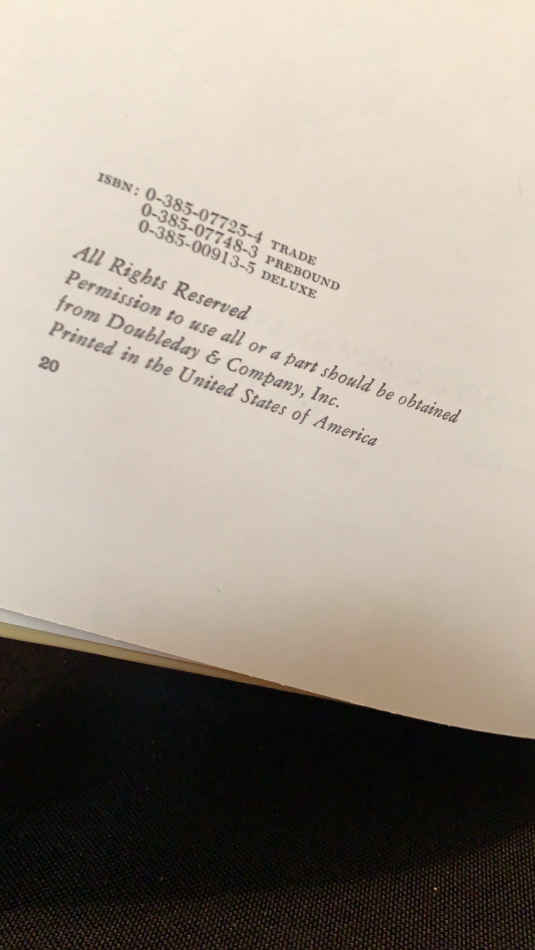 ISBN: 0-385-07725-4 TRADE
0-385-07748-3 PREBOUND
0-385-00913-5 DELUXE
All Rights Reserved
Permission to use all or a part should be obtained
from Doubleday & Company, Inc.
Printed in the United States of America
20